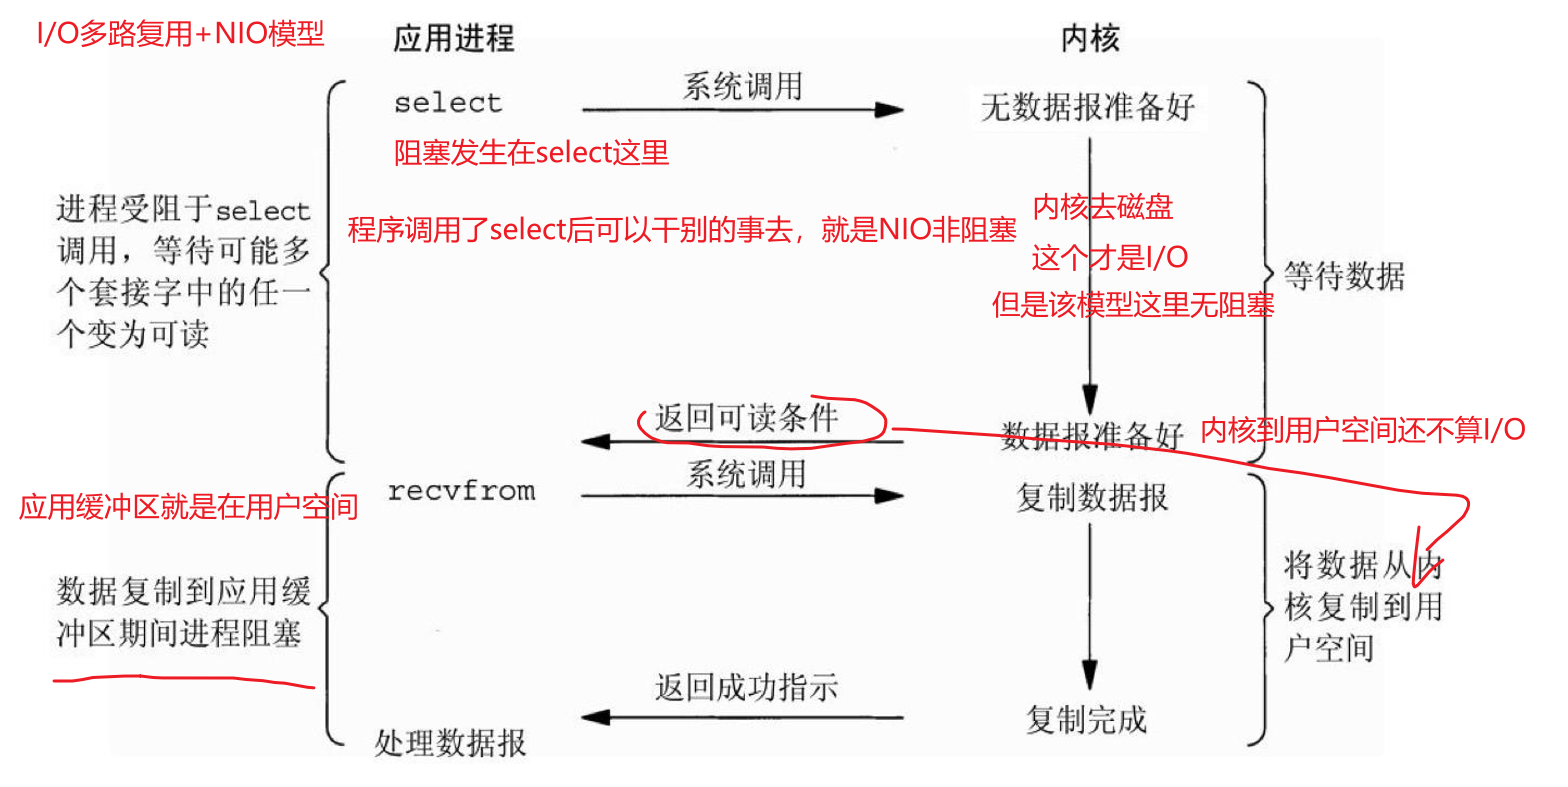 I/O多路复用+NIO模型
应用进程
内核
select
系统调用
无数据报准备好
阻塞发生在select这里
进程受阻于select
调用，等待可能多
个套接字中的任一
个变为可读
程序调用了select后可以干别的事去，就是NIO非阻塞
内核去磁盘
这个才是I/O
但是该模型这里无阻塞
等待数据
返回可读条件
数据报准备好
内核到用户空间还不算I/O
recvfrom
系统调用
复制数据报
应用缓冲区就是在用户空间
数据复制到应用缓
冲区期间进程阻塞
将数据从内
核复制到用
户空间
返回成功指示
复制完成
处理数据报